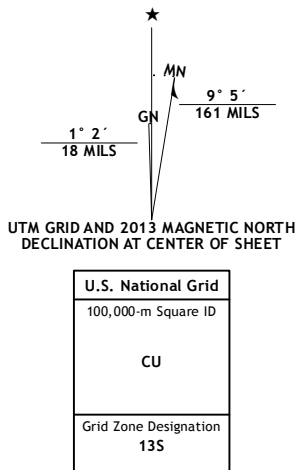 ★
MN
GN
9° 5´
161 MILS
1° 2´
18 MILS
UTM GRID AND 2013 MAGNETIC NORTH
DECLINATION AT CENTER OF SHEET
U.S. National Grid
100,000-m Square ID
CU
Grid Zone Designation
13S